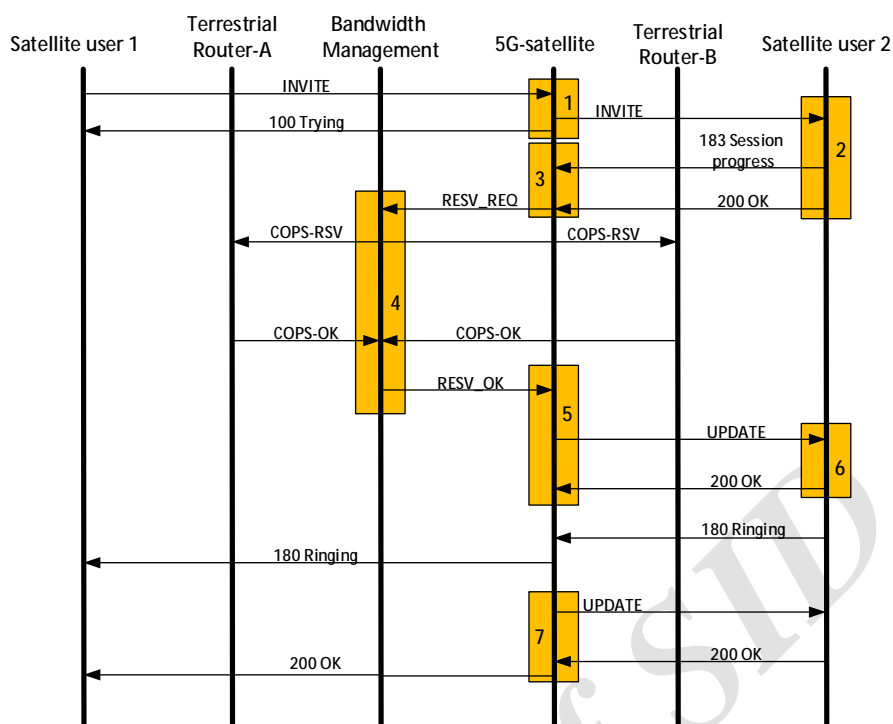 Satellite user 1
Terrestrial
Router-A
Bandwidth
Management
5G-satellite
Terrestrial
Router-B
Satellite user 2
INVITE
1
INVITE
100 Trying
183 Session
progress
2
3
RESV_REQ
200 OK
COPS-RSV
COPS-RSV
4
COPS-OK
COPS-OK
RESV_OK
5
UPDATE
6
200 OK
180 Ringing
180 Ringing
UPDATE
7
200 OK
200 OK
of SID